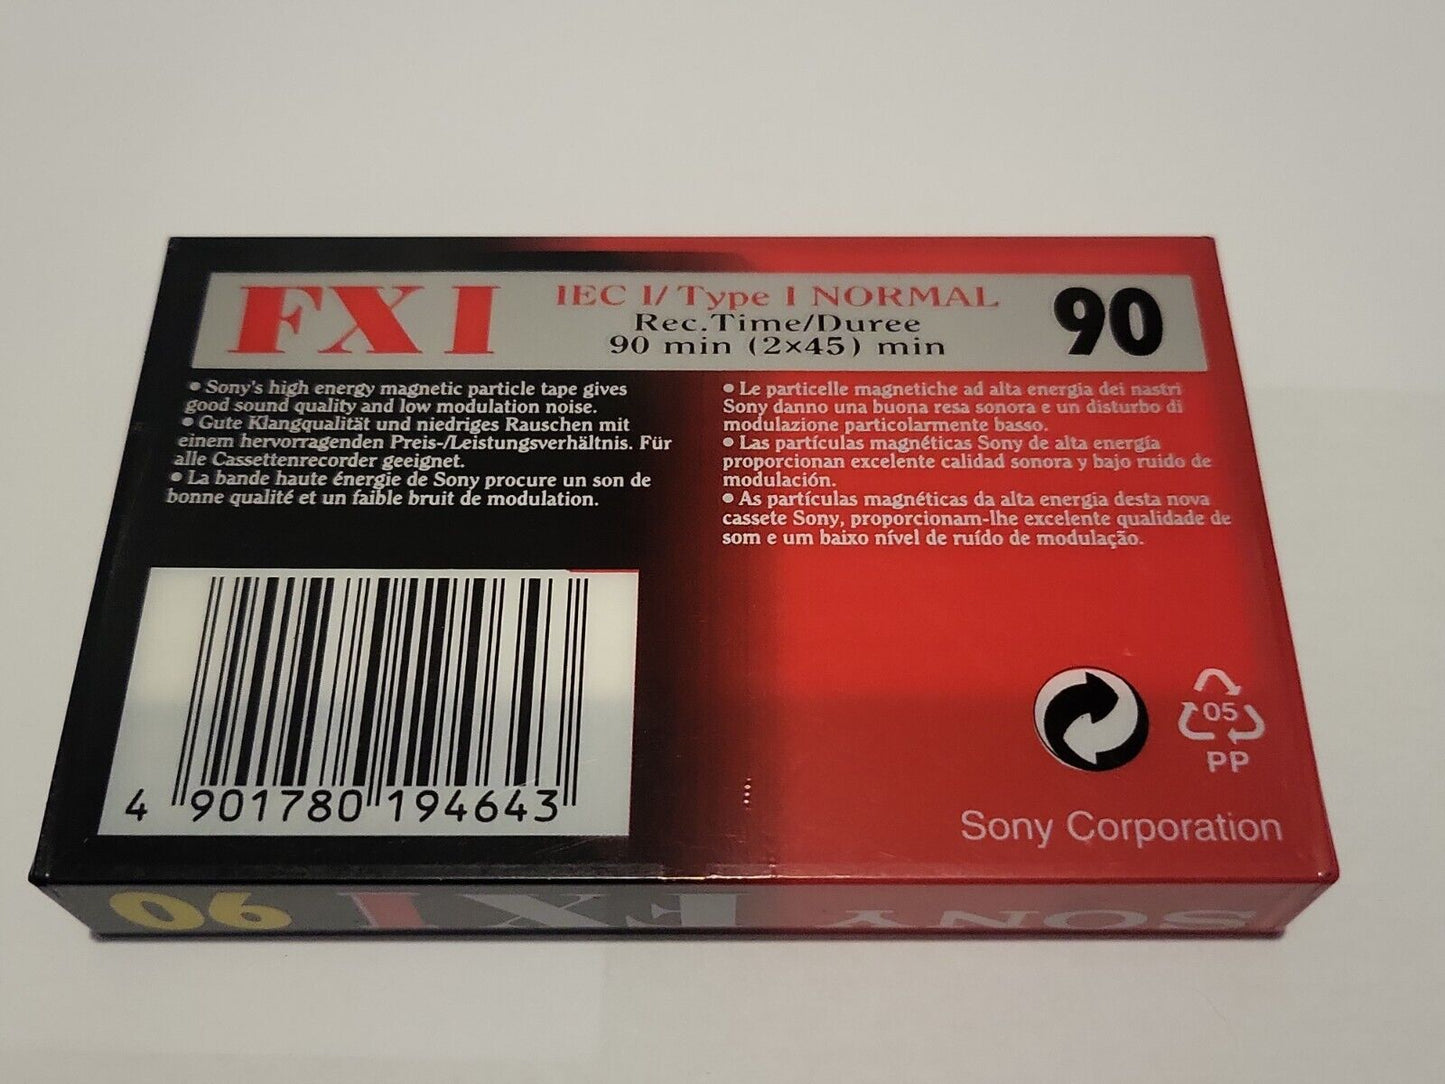 FX I
IEC I/Type I NORMAL
Rec.Time/Duree
90 min (2×45) min
90
• Sony's high energy magnetic particle tape gives
good sound quality and low modulation noise.
• Gute Klangqualität und niedriges Rauschen mit
einem hervorragenden Preis-/Leistungsverhältnis. Für
alle Cassettenrecorder geeignet.
• La bande haute énergie de Sony procure un son de
bonne qualité et un faible bruit de modulation.
• Le particelle magnetiche ad alta energia dei nastri
Sony danno una buona resa sonora e un disturbo di
modulazione particolarmente basso.
• Las partículas magnéticas Sony de alta energía
proporcionan excelente calidad sonora y bajo ruido de
modulación.
• As partículas magnéticas da alta energia desta nova
cassete Sony, proporcionam-lhe excelente qualidade de
som e um baixo nível de ruído de modulação.
4 901780 194643
05
PP
Sony Corporation
SONY FX I 90